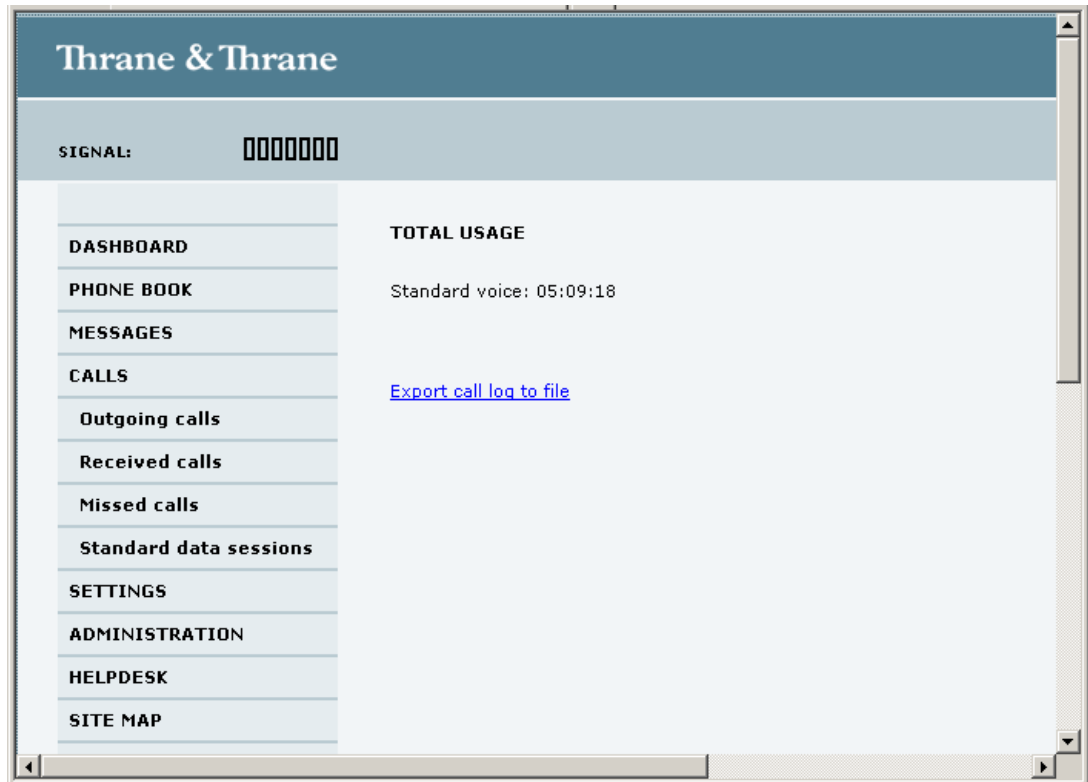 Thrane & Thrane
SIGNAL:
DASHBOARD
PHONE BOOK
MESSAGES
CALLS
Outgoing calls
Received calls
Missed calls
Standard data sessions
SETTINGS
ADMINISTRATION
HELPDESK
SITE MAP
TOTAL USAGE
Standard voice: 05:09:18
Export call log to file